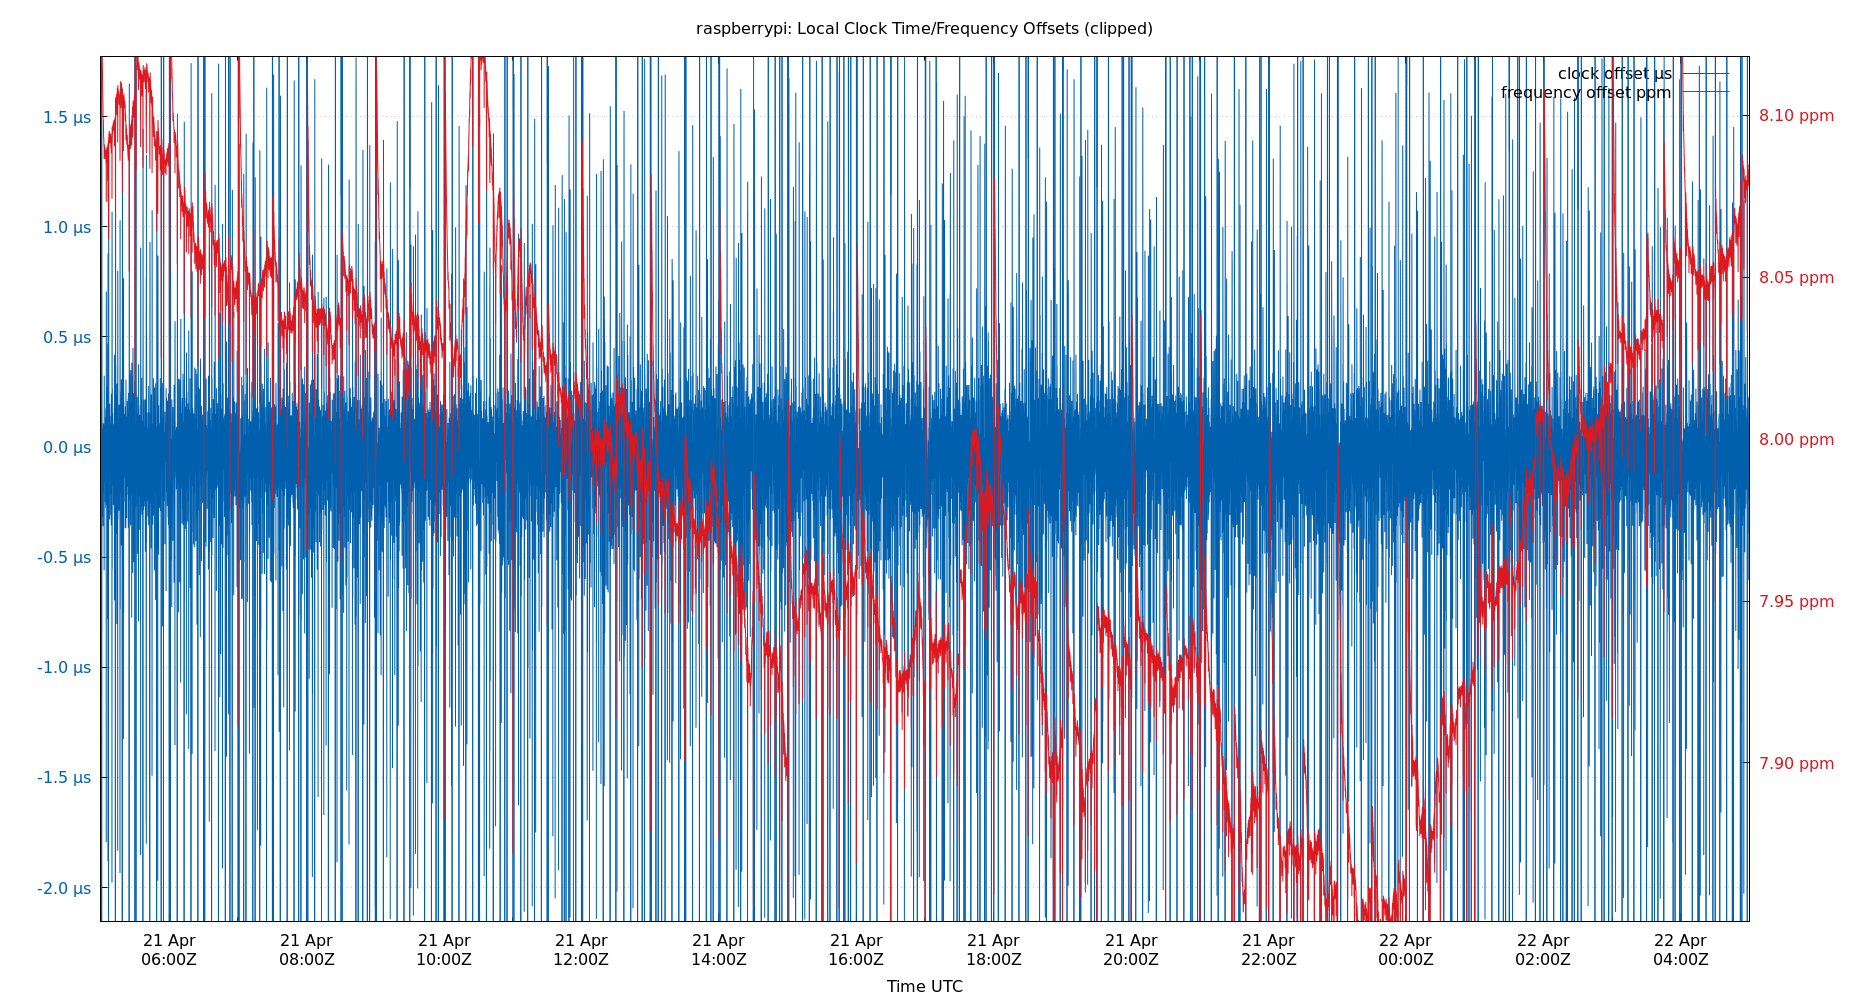 raspberrypi: Local Clock Time/Frequency Offsets (clipped)
clock offset µs
frequency offset ppm
1.5 µs
1.0 µs
0.5 µs
0.0 µs
-0.5 µs
-1.0 µs
-1.5 µs
-2.0 µs
8.10 ppm
8.05 ppm
8.00 ppm
7.95 ppm
7.90 ppm
21 Apr 21 Apr 21 Apr 21 Apr 21 Apr 21 Apr 21 Apr 21 Apr 21 Apr 22 Apr 22 Apr 22 Apr
06:00Z 08:00Z 10:00Z 12:00Z 14:00Z 16:00Z 18:00Z 20:00Z 22:00Z 00:00Z 02:00Z 04:00Z
Time UTC